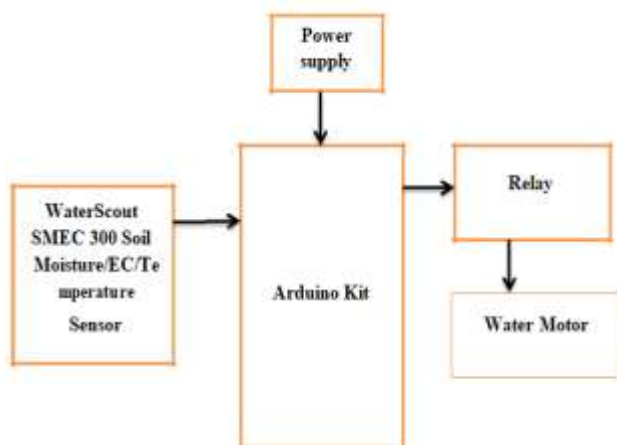 Power
supply
WaterScout
SMEC 300 Soil
Moisture/EC/Te
mperature
Sensor
Arduino Kit
Relay
Water Motor